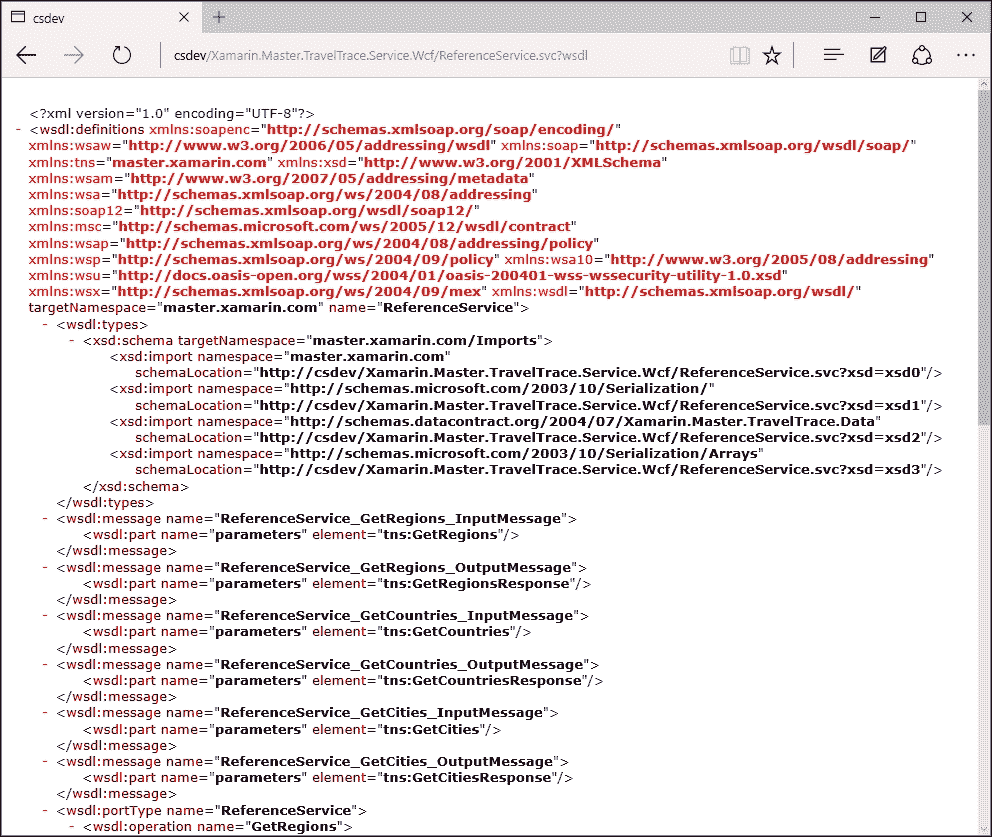 csdev
csdev/Xamarin.Master.TravelTrace.Service.Wcf/ReferenceService.svc?wsdl
<?xml version="1.0" encoding="UTF-8"?>
- <wsdl:definitions xmlns:soapenc="http://schemas.xmlsoap.org/soap/encoding/"
xmlns:wsaw="http://www.w3.org/2006/05/addressing/wsdl" xmlns:soap="http://schemas.xmlsoap.org/wsdl/soap/"
xmlns:tns="master.xamarin.com" xmlns:xsd="http://www.w3.org/2001/XMLSchema"
xmlns:wsam="http://www.w3.org/2007/05/addressing/metadata"
xmlns:wsa="http://schemas.xmlsoap.org/ws/2004/08/addressing"
xmlns:soap12="http://schemas.xmlsoap.org/wsdl/soap12/"
xmlns:msc="http://schemas.microsoft.com/ws/2005/12/wsdl/contract"
xmlns:wsap="http://schemas.xmlsoap.org/ws/2004/08/addressing/policy"
xmlns:wsp="http://schemas.xmlsoap.org/ws/2004/09/policy" xmlns:wsa10="http://www.w3.org/2005/08/addressing"
xmlns:wsu="http://docs.oasis-open.org/wss/2004/01/oasis-200401-wss-wssecurity-utility-1.0.xsd"
xmlns:wsx="http://schemas.xmlsoap.org/ws/2004/09/mex" xmlns:wsdl="http://schemas.xmlsoap.org/wsdl/"
targetNamespace="master.xamarin.com" name="ReferenceService">
- <wsdl:types>
- <xsd:schema targetNamespace="master.xamarin.com/Imports">
<xsd:import namespace="master.xamarin.com"
schemaLocation="http://csdev/Xamarin.Master.TravelTrace.Service.Wcf/ReferenceService.svc?xsd=xsd0"/>
<xsd:import namespace="http://schemas.microsoft.com/2003/10/Serialization/"
schemaLocation="http://csdev/Xamarin.Master.TravelTrace.Service.Wcf/ReferenceService.svc?xsd=xsd1"/>
<xsd:import namespace="http://schemas.datacontract.org/2004/07/Xamarin.Master.TravelTrace.Data"
schemaLocation="http://csdev/Xamarin.Master.TravelTrace.Service.Wcf/ReferenceService.svc?xsd=xsd2"/>
<xsd:import namespace="http://schemas.microsoft.com/2003/10/Serialization/Arrays"
schemaLocation="http://csdev/Xamarin.Master.TravelTrace.Service.Wcf/ReferenceService.svc?xsd=xsd3"/>
</xsd:schema>
</wsdl:types>
- <wsdl:message name="ReferenceService_GetRegions_InputMessage">
<wsdl:part name="parameters" element="tns:GetRegions"/>
</wsdl:message>
- <wsdl:message name="ReferenceService_GetRegions_OutputMessage">
<wsdl:part name="parameters" element="tns:GetRegionsResponse"/>
</wsdl:message>
- <wsdl:message name="ReferenceService_GetCountries_InputMessage">
<wsdl:part name="parameters" element="tns:GetCountries"/>
</wsdl:message>
- <wsdl:message name="ReferenceService_GetCountries_OutputMessage">
<wsdl:part name="parameters" element="tns:GetCountriesResponse"/>
</wsdl:message>
- <wsdl:message name="ReferenceService_GetCities_InputMessage">
<wsdl:part name="parameters" element="tns:GetCities"/>
</wsdl:message>
- <wsdl:message name="ReferenceService_GetCities_OutputMessage">
<wsdl:part name="parameters" element="tns:GetCitiesResponse"/>
</wsdl:message>
- <wsdl:portType name="ReferenceService">
- <wsdl:operation name="GetRegions">